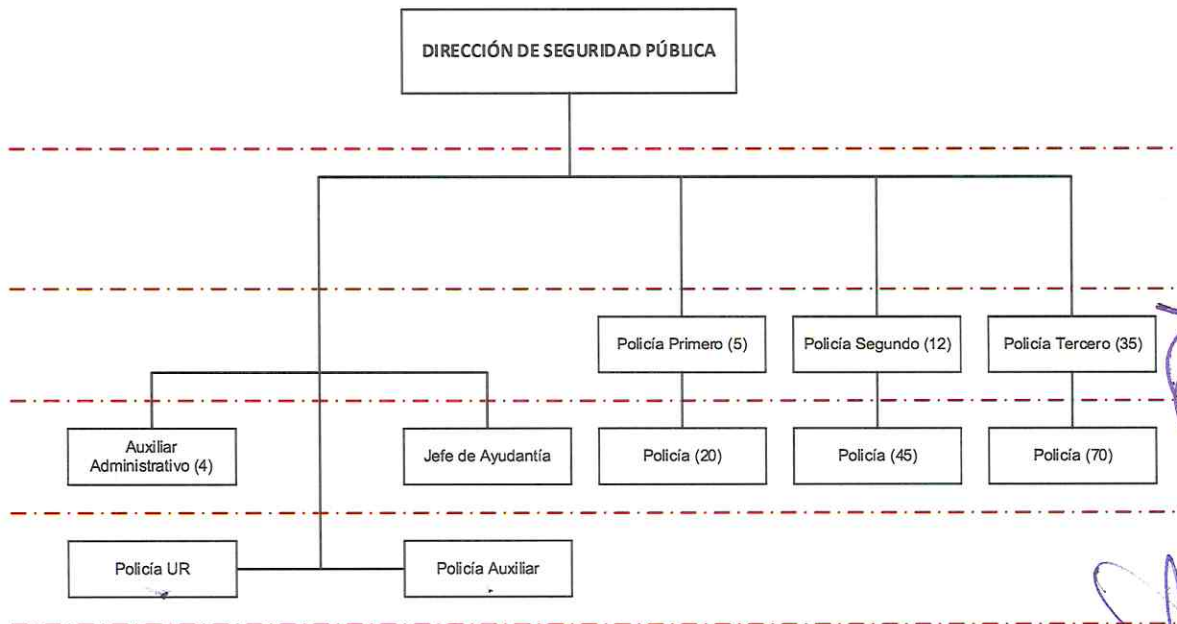 DIRECCIÓN DE SEGURIDAD PÚBLICA
Policía Primero (5)
Policía Segundo (12)
Policía Tercero (35)
Auxiliar
Administrativo (4)
Jefe de Ayudantía
Policía (20)
Policía (45)
Policía (70)
Policía UR
Policía Auxiliar